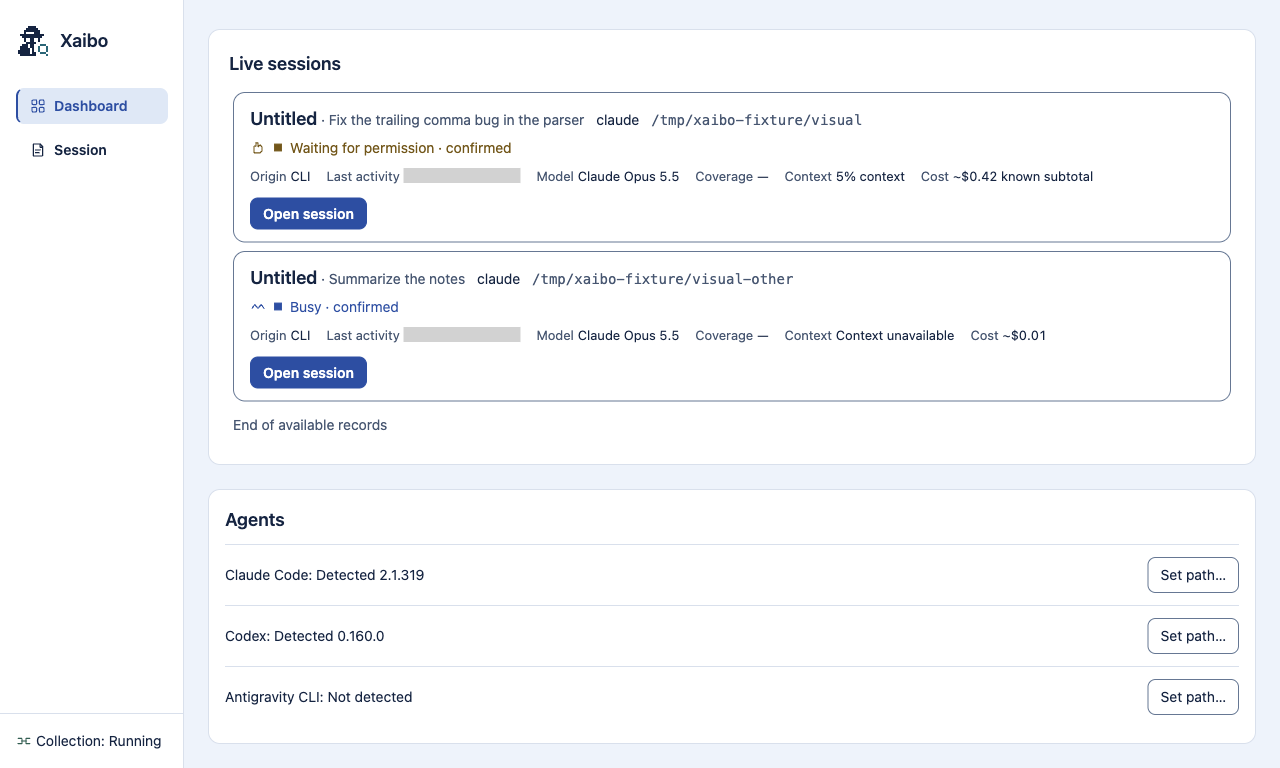 Xaibo
Dashboard
Session
Live sessions
Untitled · Fix the trailing comma bug in the parser claude /tmp/xaibo-fixture/visual
Waiting for permission · confirmed
Origin CLI Last activity Model Claude Opus 5.5 Coverage — Context 5% context Cost ~$0.42 known subtotal
Open session
Untitled · Summarize the notes claude /tmp/xaibo-fixture/visual-other
Busy · confirmed
Origin CLI Last activity Model Claude Opus 5.5 Coverage — Context Context unavailable Cost ~$0.01
Open session
End of available records
Agents
Claude Code: Detected 2.1.319 Set path...
Codex: Detected 0.160.0 Set path...
Antigravity CLI: Not detected Set path...
Collection: Running